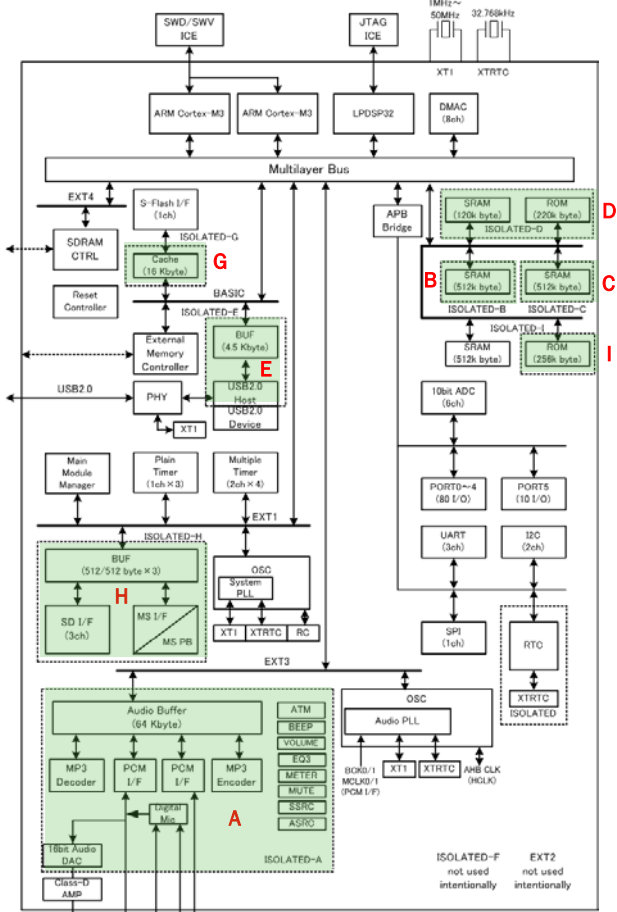 1MHz～
50MHz
32.768kHz
SWD/SWV
ICE
JTAG
ICE
XT1
XTRTC
ARM Cortex-M3
ARM Cortex-M3
LPDSP32
DMAC
(8ch)
Multilayer Bus
EXT4
S-Flash I/F
(1ch)
APB
Bridge
SRAM
(120k byte)
ROM
(220k byte)
D
ISOLATED-D
SDRAM
CTRL
ISOLATED-G
Cache
(16 Kbyte)
G
B
SRAM
(512k byte)
SRAM
(512k byte)
C
Reset
Controller
BASIC
ISOLATED-B
ISOLATED-C
ISOLATED-E
ISOLATED-I
External
Memory
Controller
BUF
(4.5 Kbyte)
E
SRAM
(512k byte)
ROM
(256k byte)
I
USB2.0
PHY
USB2.0
Host
USB2.0
Device
XT1
10bit ADC
(6ch)
Main
Module
Manager
Plain
Timer
(1ch×3)
Multiple
Timer
(2ch×4)
PORT0～4
(80 I/O)
PORT5
(10 I/O)
EXT1
ISOLATED-H
BUF
(512/512 byte×3)
H
SD I/F
(3ch)
MS I/F
MS PB
OSC
System
PLL
XT1
XTRTC
RC
UART
(3ch)
I2C
(2ch)
SPI
(1ch)
RTC
XTRTC
ISOLATED
EXT3
Audio Buffer
(64 Kbyte)
ATM
BEEP
VOLUME
EQ3
METER
MUTE
SSRC
ASRC
MP3
Decoder
PCM
I/F
PCM
I/F
MP3
Encoder
A
Digital
Mic
16bit Audio
DAC
ISOLATED-A
Class-D
AMP
OSC
Audio PLL
BCK0/1
MCLK0/1
(PCM I/F)
XT1
XTRTC
AHB CLK
(HCLK)
ISOLATED-F
not used
intentionally
EXT2
not used
intentionally